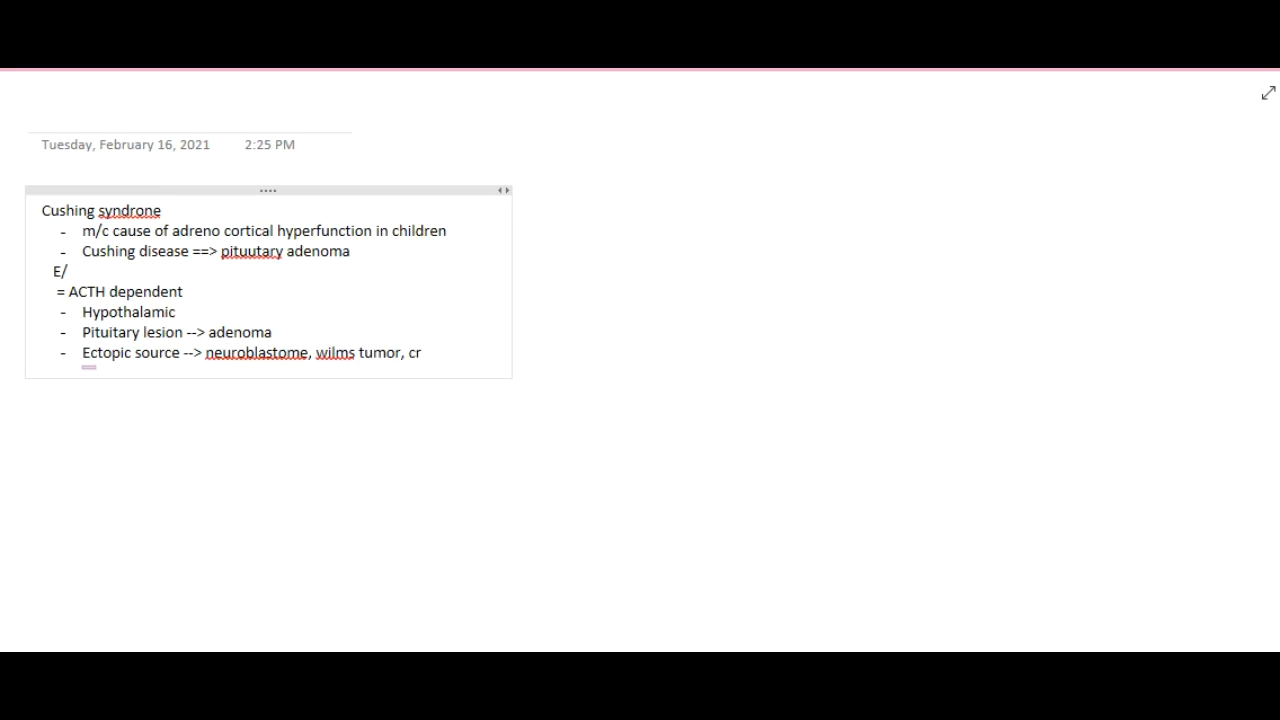 Tuesday, February 16, 2021 2:25 PM
Cushing syndrone
- m/c cause of adreno cortical hyperfunction in children
- Cushing disease ==> pituutary adenoma
E/
= ACTH dependent
- Hypothalamic
- Pituitary lesion --> adenoma
- Ectopic source --> neuroblastome, wilms tumor, cr